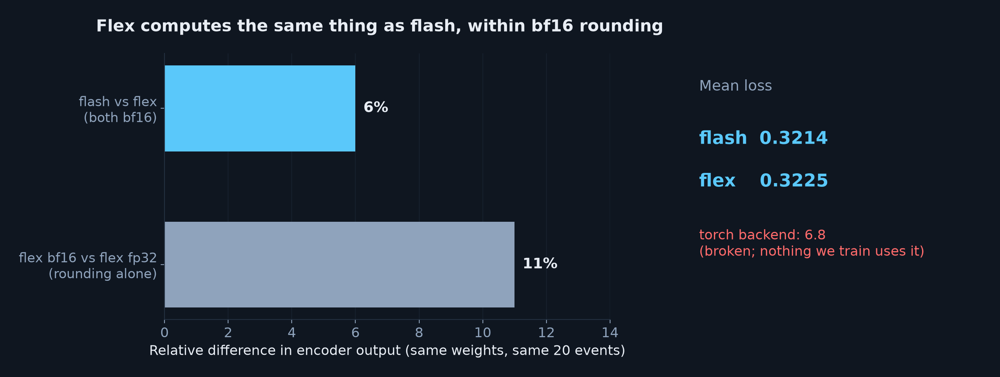 Flex computes the same thing as flash, within bf16 rounding
flash vs flex
(both bf16)
6%
flex bf16 vs flex fp32
(rounding alone)
11%
0 2 4 6 8 10 12 14
Relative difference in encoder output (same weights, same 20 events)
Mean loss
flash 0.3214
flex 0.3225
torch backend: 6.8
(broken; nothing we train uses it)